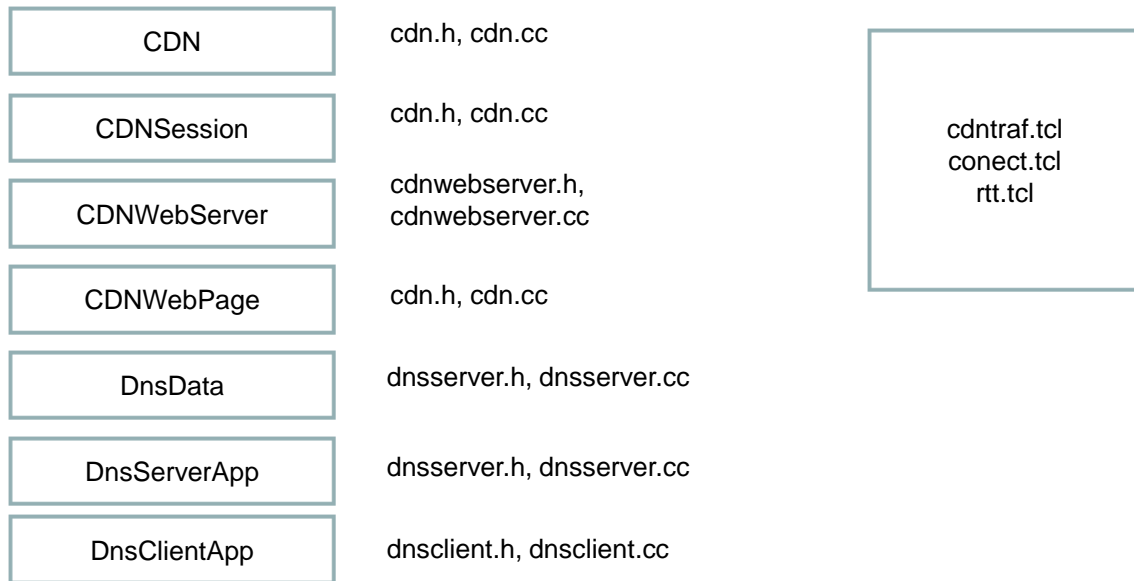 CDN
cdn.h, cdn.cc
CDNSession
cdn.h, cdn.cc
CDNWebServer
cdnwebserver.h,
cdnwebserver.cc
CDNWebPage
cdn.h, cdn.cc
DnsData
dnsserver.h, dnsserver.cc
DnsServerApp
dnsserver.h, dnsserver.cc
DnsClientApp
dnsclient.h, dnsclient.cc
cdntraf.tcl
conect.tcl
rtt.tcl